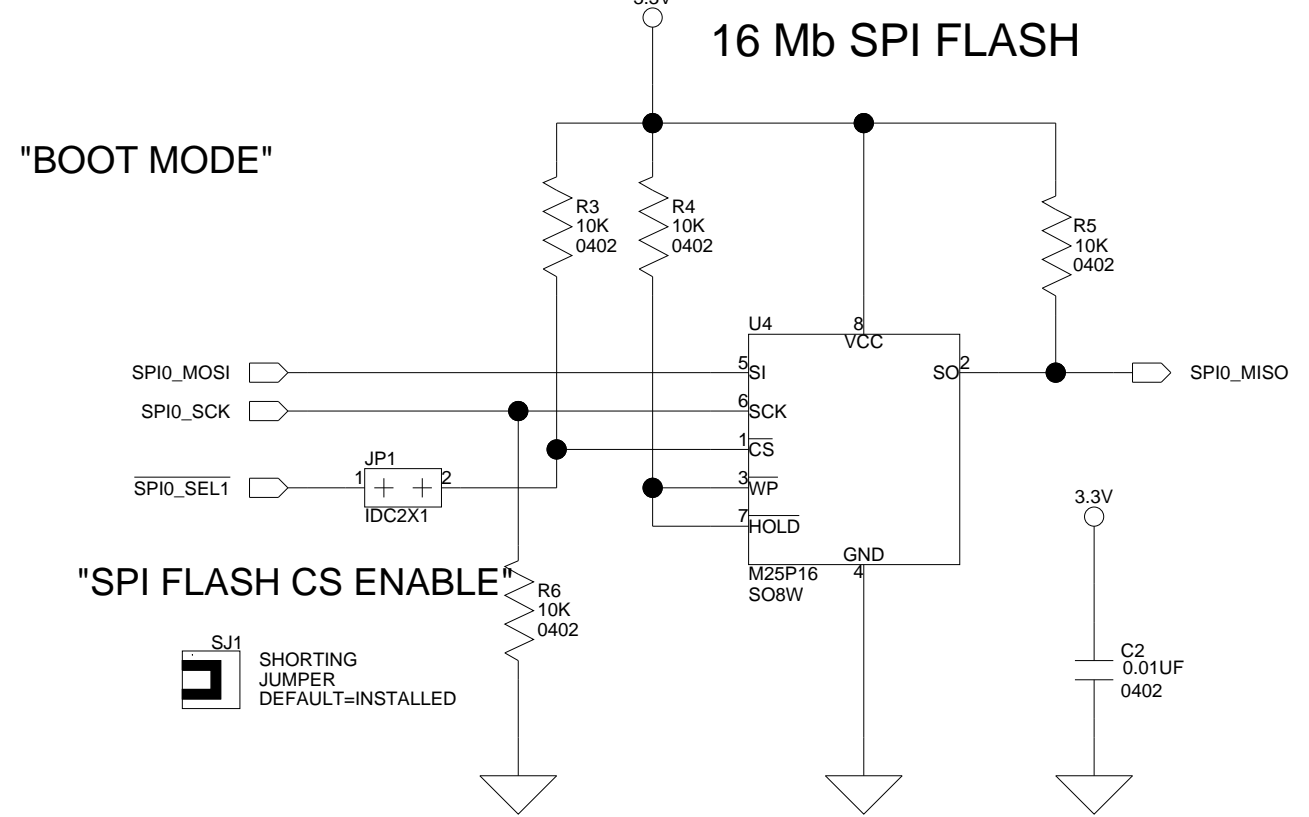 3.3V
16 Mb SPI FLASH
"BOOT MODE"
R3
10K
0402
R4
10K
0402
R5
10K
0402
U4
8
VCC
SPI0_MOSI
5
SI
SO
2
SPI0_MISO
SPI0_SCK
6
SCK
1
CS
JP1
SPI0_SEL1
1
2
IDC2X1
3
WP
7
HOLD
3.3V
GND
4
M25P16
SO8W
"SPI FLASH CS ENABLE"
R6
10K
0402
SJ1
SHORTING
JUMPER
DEFAULT=INSTALLED
C2
0.01UF
0402